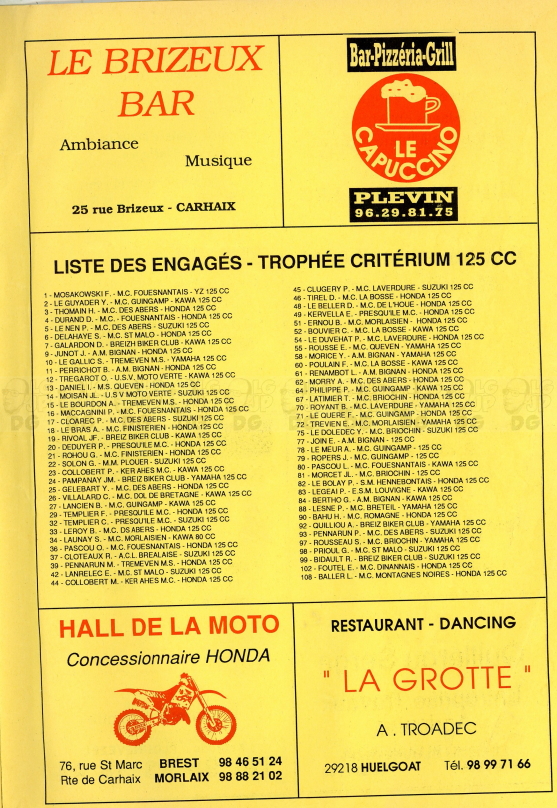 LE BRIZEUX
BAR
Ambiance
Musique
25 rue Brizeux - CARHAIX
Bar-Pizzéria-Grill
LE
CAPUCCINO
PLEVIN
96.29.81.75
LISTE DES ENGAGÉS - TROPHÉE CRITÉRIUM 125 CC
1 - MOSAKOWSKI F. - M.C. FOUESNANTAIS - YZ 125 CC
2 - LE GUYADER Y. - M.C. GUINGAMP - KAWA 125 CC
3 - THOMAIN H. - M.C. DES ABERS - HONDA 125 CC
4 - DURAND D. - M.C. - FOUESNANTAIS - HONDA 125 CC
5 - LE NEN P. - M.C. DES ABERS - SUZUKI 125 CC
6 - DELAHAYE S. - M.C. ST MALO - HONDA 125 CC
7 - GALARDON D. - BREIZH BIKER CLUB - KAWA 125 CC
9 - JUNOT J. - A.M. BIGNAN - HONDA 125 CC
10 - LE GALLIC S. - TREMEVEN M.S. - YAMAHA 125 CC
11 - PERRICHOT B. - A.M. BIGNAN - HONDA 125 CC
12 - TREGAROT O. - U.S.V. MOTO VERTE - KAWA 125 CC
13 - DANIEL I. - M.S. QUEVEN - HONDA 125 CC
14 - MOISAN J.L. - U.S.V MOTO VERTE - SUZUKI 125 CC
15 - LE BOURDON A. - TREMEVEN M.S. - HONDA 125 CC
16 - MACCAGNINI P. - M.C. FOUESNANTAIS - HONDA 125 CC
17 - CLOAREC P. - M.C. DES ABERS - SUZUKI 125 CC
18 - LE BRAS A. - M.C. FINISTERIEN - HONDA 125 CC
19 - RIVOAL JF. - BREIZ BIKER CLUB - KAWA 125 CC
20 - DEDUYER P. - PRESQU'ILE M.C. - HONDA 125 CC
21 - ROHOU G. - M.C. FINISTERIEN - HONDA 125 CC
22 - SOLON G. - M.M. PLOUER - SUZUKI 125 CC
23 - COLLOBERT P. - KER AHES M.C. - KAWA 125 CC
24 - PAMPANAY JM. - BREIZ BIKER CLUB - YAMAHA 125 CC
25 - GELEBART Y. - M.C. DES ABERS - HONDA 125 CC
26 - VILLALARD C. - M.C. DOL DE BRETAGNE - KAWA 125 CC
27 - LANCIEN B. - M.C. GUINGAMP - KAWA 125 CC
29 - TEMPLIER F. - PRESQU'ILE M.C. - HONDA 125 CC
32 - TEMPLIER C. - PRESQU'ILE M.C. - SUZUKI 125 CC
33 - LEROY B. - M.C. DS ABERS - HONDA 125 CC
34 - LAUNAY S. - M.C. MORLAISIEN - KAWA 80 CC
36 - PASCOU O. - M.C. FOUESNANTAIS - HONDA 125 CC
37 - CLOTEAUX R. - A.C.L. BREALAISE - SUZUKI 125 CC
39 - PENNARUN M. - TREMEVEN M.S. - HONDA 125 CC
42 - LANRELEC E. - M.C. ST MALO - SUZUKI 125 CC
44 - COLLOBERT M. - KER AHES M.C. - HONDA 125 CC
45 - CLUGERY P. - M.C. LAVERDURE - SUZUKI 125 CC
46 - TIREL D. - M.C. LA BOSSE - HONDA 125 CC
48 - LE BELLER D. - M.C. DE L'HOUE - HONDA 125 CC
49 - KERVELLA E. - PRESQU'ILE M.C. - HONDA 125 CC
51 - ERNOU B. - M.C. MORLAISIEN - HONDA 125 CC
52 - BOUVIER C. - M.C. LA BOSSE - KAWA 125 CC
54 - LE DUVEHAT P. - M.C. LAVERDURE - HONDA 125 CC
55 - ROUSSE E. - M.C. QUEVEN - YAMAHA 125 CC
58 - MORICE Y. - A.M. BIGNAN - YAMAHA 125 CC
60 - POULAIN F. - M.C. LA BOSSE - KAWA 125 CC
61 - RENAMBOT L. - A.M. BIGNAN - HONDA 125 CC
62 - MORRY A. - M.C. DES ABERS - HONDA 125 CC
64 - PHILIPPE P. - M.C. GUINGAMP - KAWA 125 CC
67 - LATIMIER T. - M.C. BRIOCHIN - HONDA 125 CC
70 - ROYANT B. - M.C. LAVERDURE - YAMAHA 125 CC
71 - LE QUERE F. - M.C. GUINGAMP - HONDA 125 CC
72 - TREVIEN E. - M.C. MORLAISIEN - YAMAHA 125 CC
75 - LE DOLEDEC Y. - M.C. BRIOCHIN - SUZUKI 125 CC
77 - JOIN E. - A.M. BIGNAN - 125 CC
78 - LE MEUR A. - M.C. GUINGAMP - 125 CC
79 - ROPERS J. - M.C. GUINGAMP - 125 CC
80 - PASCOU L. - M.C. FOUESNANTAIS - KAWA 125 CC
81 - MORCET JL. - M.C. BRIOCHIN - 125 CC
82 - LE BOLAY P. - S.M. HENNEBONTAIS - HONDA 125 CC
83 - LEGEAI P. - E.S.M. LOUVIGNE - KAWA 125 CC
84 - BERTHO G. - A.M. BIGNAN - KAWA 125 CC
88 - LESNE P. - M.C. BRETEIL - YAMAHA 125 CC
90 - BAHU H. - M.C. ROMAGNE - HONDA 125 CC
92 - QUILLIOU A. - BREIZ BIKER CLUB - YAMAHA 125 CC
93 - PENNARUN P. - M.C. DES ABERS - SUZUKI 125 CC
97 - ROUSSEAU S. - M.C. BRIOCHIN - YAMAHA 125 CC
98 - PRIOUL G. - M.C. ST MALO - SUZUKI 125 CC
99 - BIDAULT R. - BREIZ BIKER CLUB - SUZUKI 125 CC
102 - FOUTEL E. - M.C. DINANNAIS - HONDA 125 CC
108 - BALLER L. - M.C. MONTAGNES NOIRES - HONDA 125 CC
HALL DE LA MOTO
Concessionnaire HONDA
76, rue St Marc BREST 98 46 51 24
Rte de Carhaix MORLAIX 98 88 21 02
RESTAURANT - DANCING
" LA GROTTE "
A . TROADEC
29218 HUELGOAT Tél. 98 99 71 66